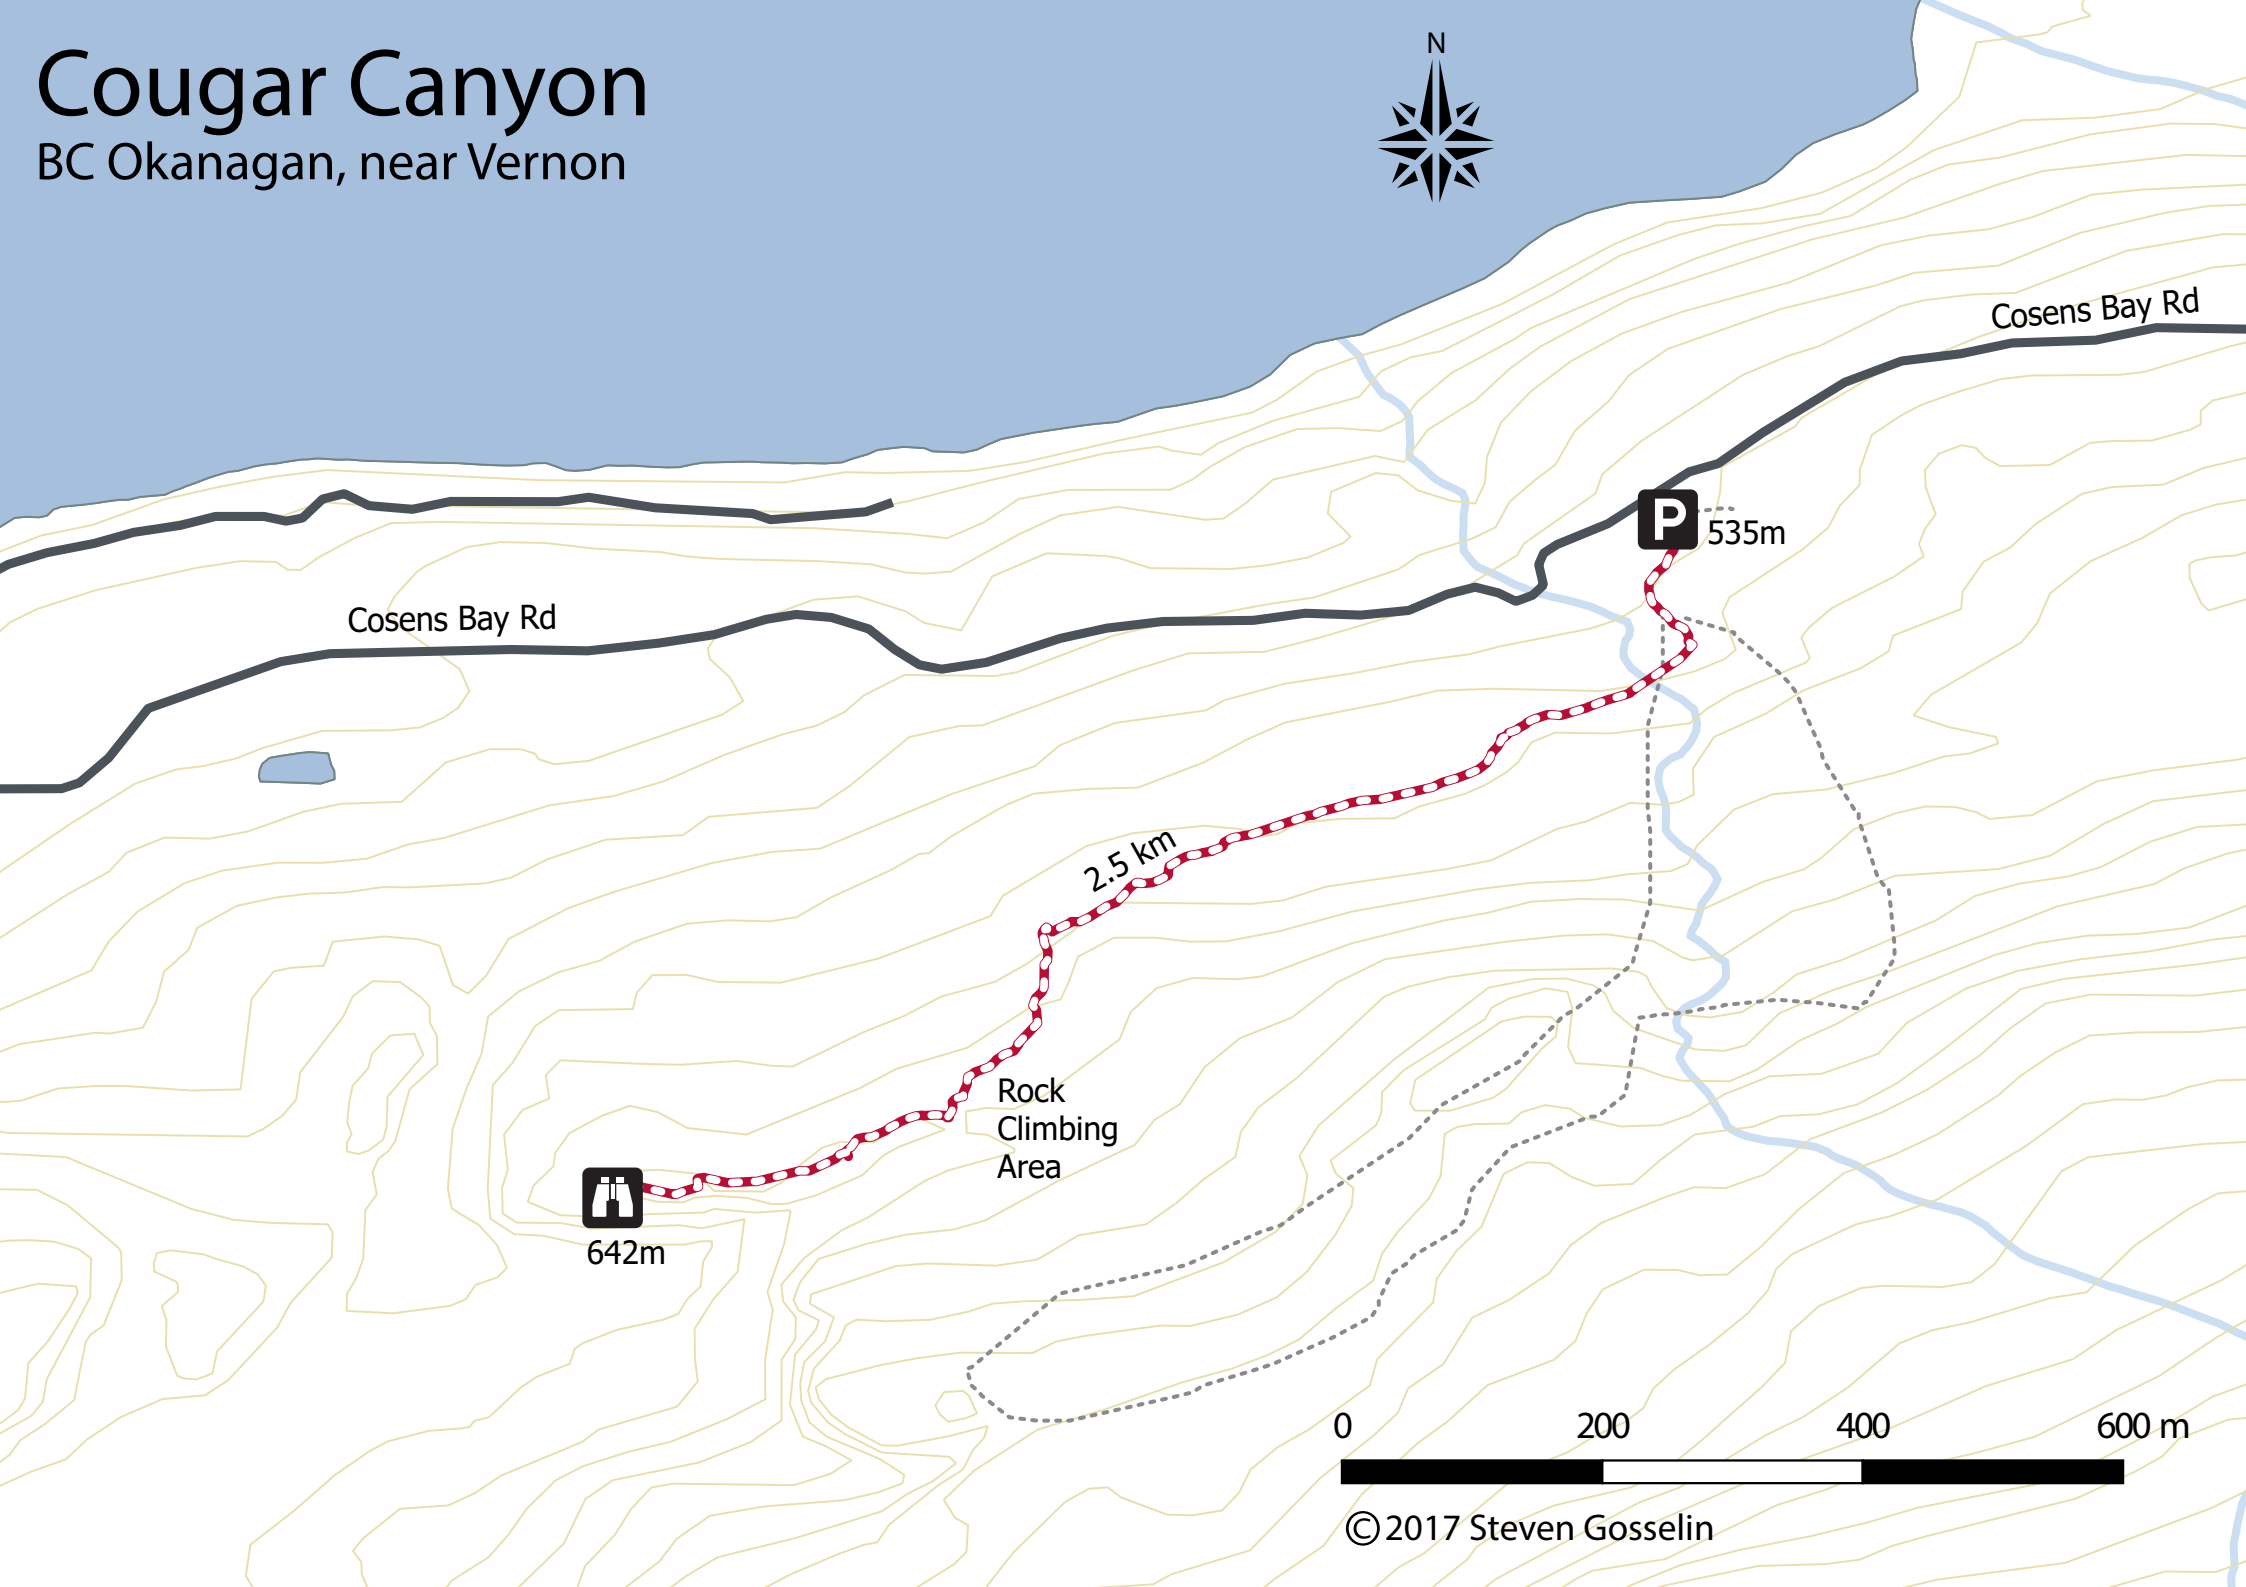 Cougar Canyon
BC Okanagan, near Vernon
N
Cosens Bay Rd
P
535m
Cosens Bay Rd
2.5 km
Rock
Climbing
Area
642m
0 200 400 600 m
©2017 Steven Gosselin